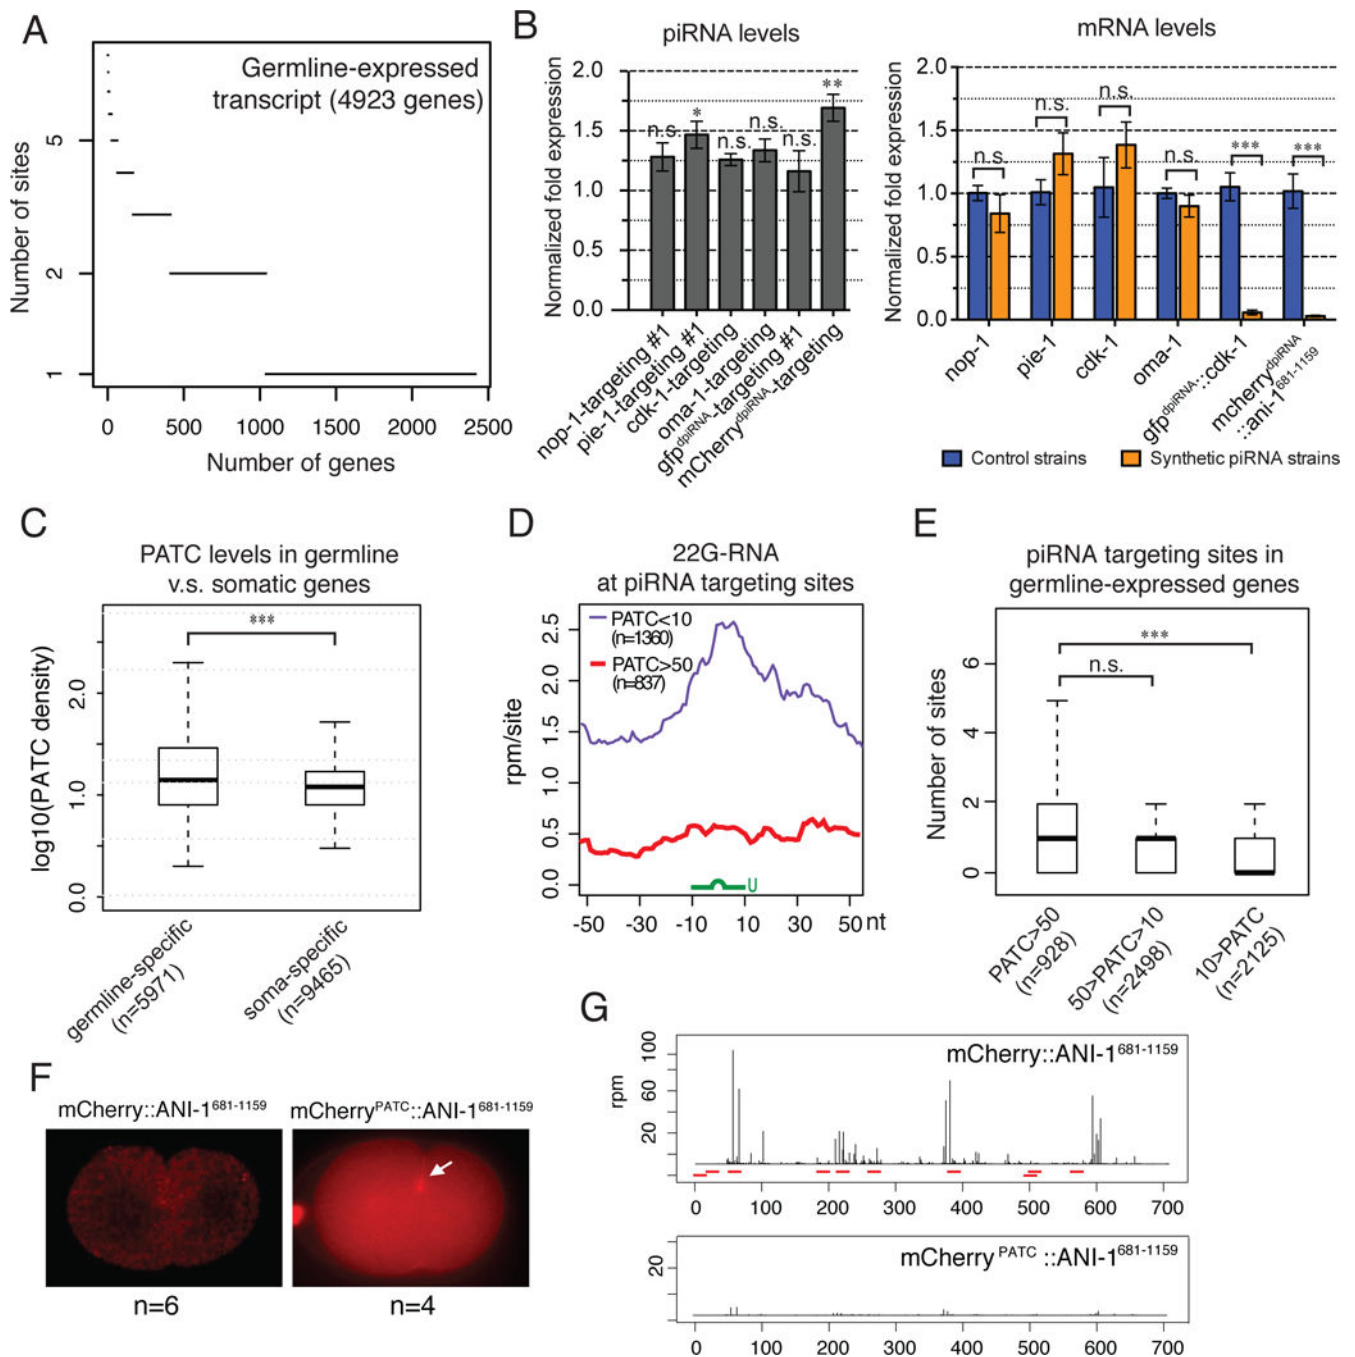 A
Germline-expressed
transcript (4923 genes)
Number of sites
5
2
1
0
500
1000
1500
2000
2500
Number of genes
B
piRNA levels
Normalized fold expression
2.0
1.5
1.0
0.5
0.0
n.s.
*
n.s.
n.s.
n.s.
**
nop-1-targeting #1
pie-1-targeting #1
cdk-1-targeting
oma-1-targeting
gfp^dpiRNA-targeting #1
mCherry^dpiRNA-targeting
mRNA levels
Normalized fold expression
2.0
1.5
1.0
0.5
0.0
n.s.
n.s.
n.s.
n.s.
***
***
nop-1
pie-1
cdk-1
oma-1
gfp^dpiRNA::cdk-1
mcherry^dpiRNA
::ani-1^681-1159
Control strains
Synthetic piRNA strains
C
PATC levels in germline
v.s. somatic genes
***
log10(PATC density)
2.0
1.0
0.0
germline-specific
(n=5971)
soma-specific
(n=9465)
D
22G-RNA
at piRNA targeting sites
PATC<10
(n=1360)
PATC>50
(n=837)
rpm/site
2.5
2.0
1.5
1.0
0.5
0.0
U
-50
-30
-10
10
30
50
nt
E
piRNA targeting sites in
germline-expressed genes
***
n.s.
Number of sites
6
4
2
0
PATC>50
(n=928)
50>PATC>10
(n=2498)
10>PATC
(n=2125)
F
mCherry::ANI-1^681-1159
mCherry^PATC::ANI-1^681-1159
n=6
n=4
G
mCherry::ANI-1^681-1159
rpm
100
60
20
0
100
200
300
400
500
600
700
mCherry^PATC ::ANI-1^681-1159
20
0
100
200
300
400
500
600
700